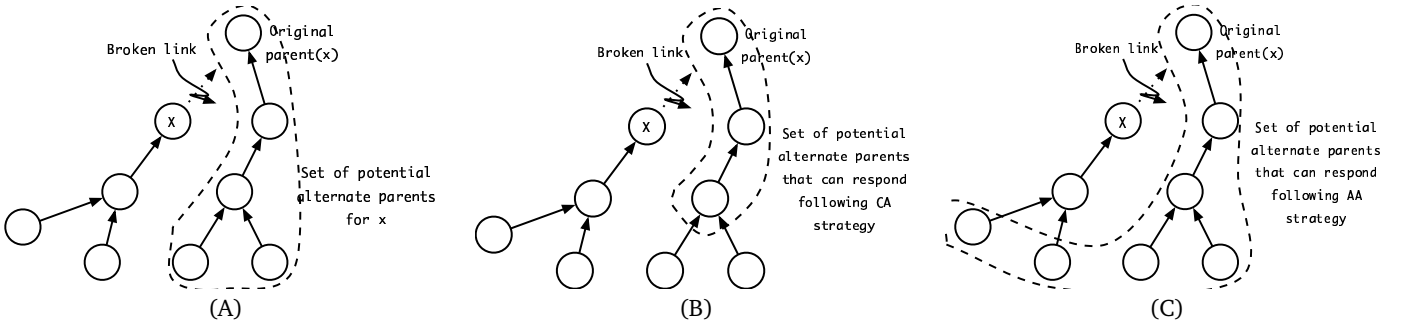 Original
parent(x)
Broken link
x
Set of potential
alternate parents
for x
(A)
Original
parent(x)
Broken link
x
Set of potential
alternate parents
that can respond
following CA
strategy
(B)
Original
parent(x)
Broken link
x
Set of potential
alternate parents
that can respond
following AA
strategy
(C)